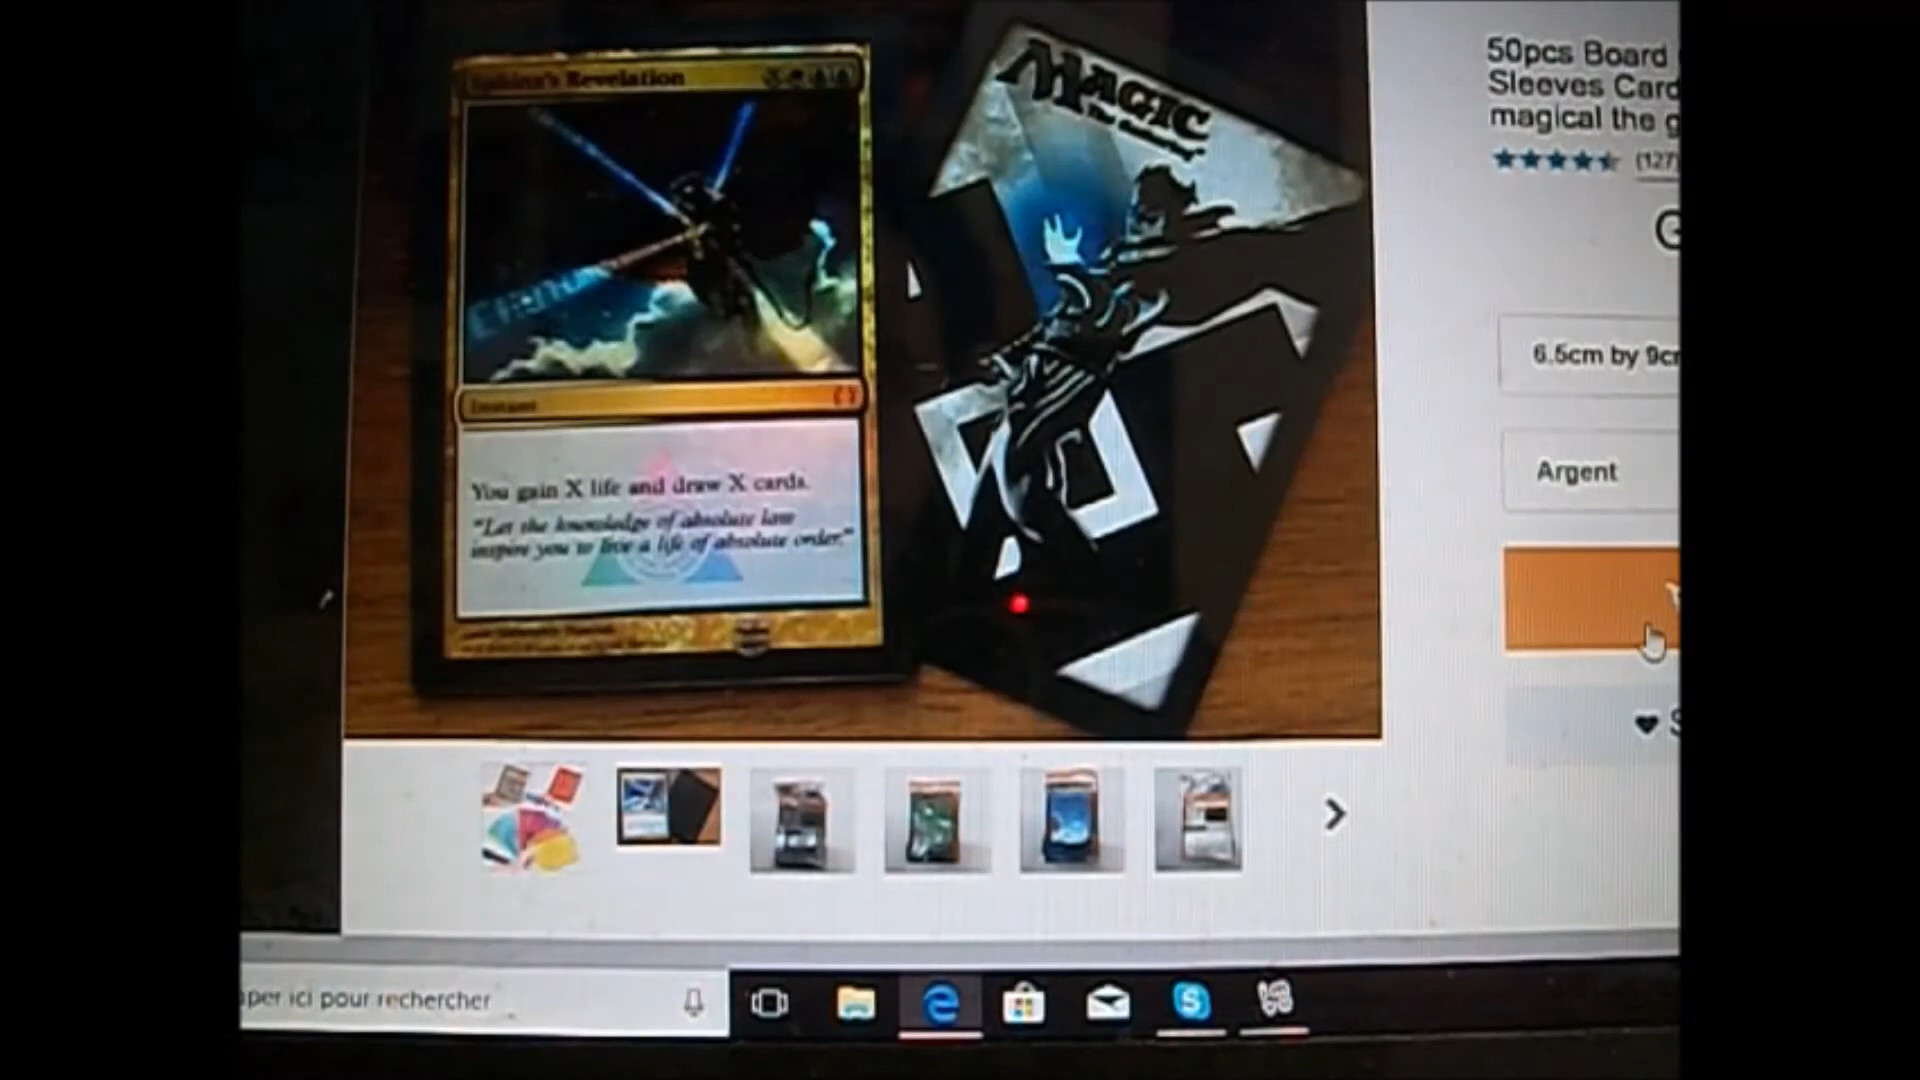 Sphinx's Revelation
Instant
You gain X life and draw X cards.
"Let the knowledge of absolute law
inspire you to live a life of absolute order."
MAGIC
The Gathering
50pcs Board
Sleeves Card
magical the g
(127
6.5cm by 9c
Argent
per ici pour rechercher